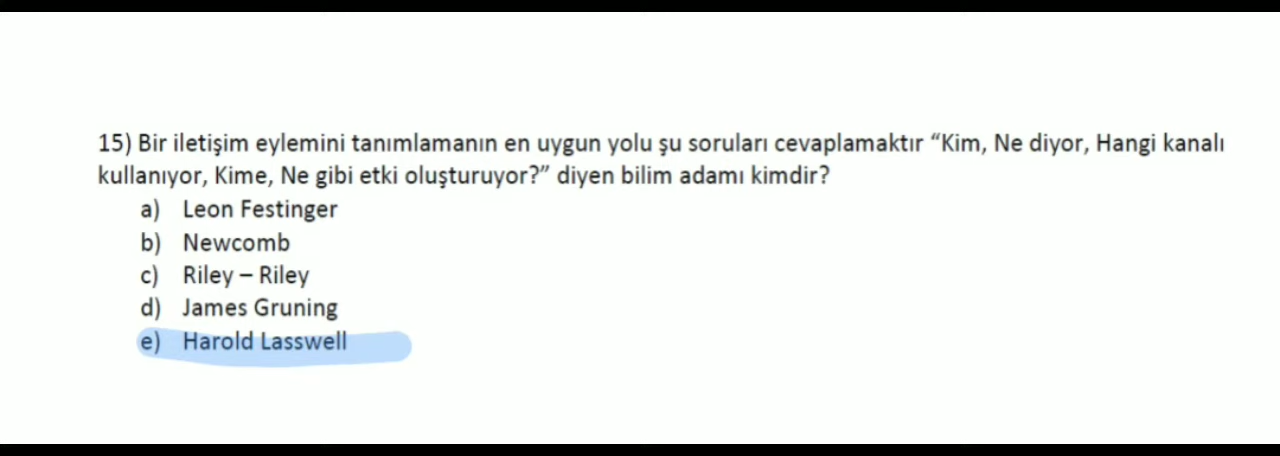 15) Bir iletişim eylemini tanımlamanın en uygun yolu şu soruları cevaplamaktır “Kim, Ne diyor, Hangi kanalı
kullanıyor, Kime, Ne gibi etki oluşturuyor?” diyen bilim adamı kimdir?
a) Leon Festinger
b) Newcomb
c) Riley – Riley
d) James Gruning
e) Harold Lasswell